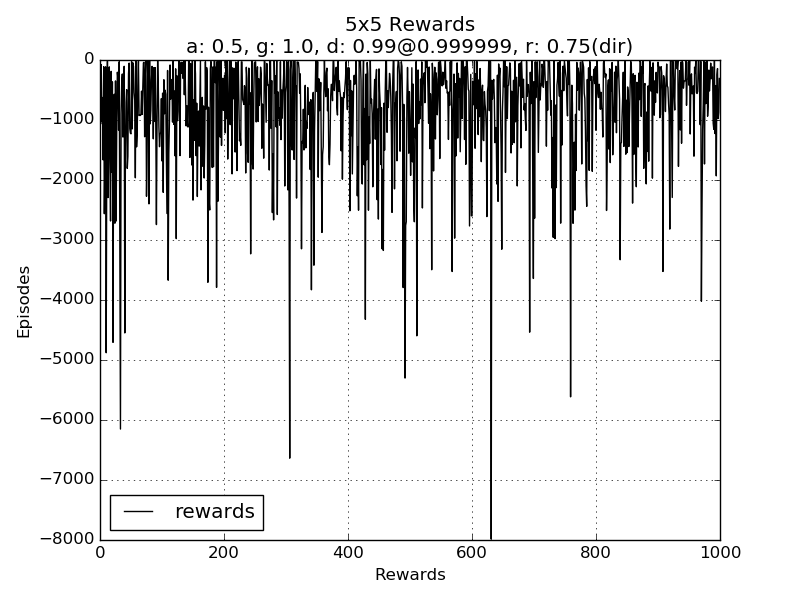 5x5 Rewards
a: 0.5, g: 1.0, d: 0.99@0.999999, r: 0.75(dir)
0
−1000
−2000
−3000
−4000
−5000
−6000
−7000
−8000
Episodes
rewards
0 200 400 600 800 1000
Rewards